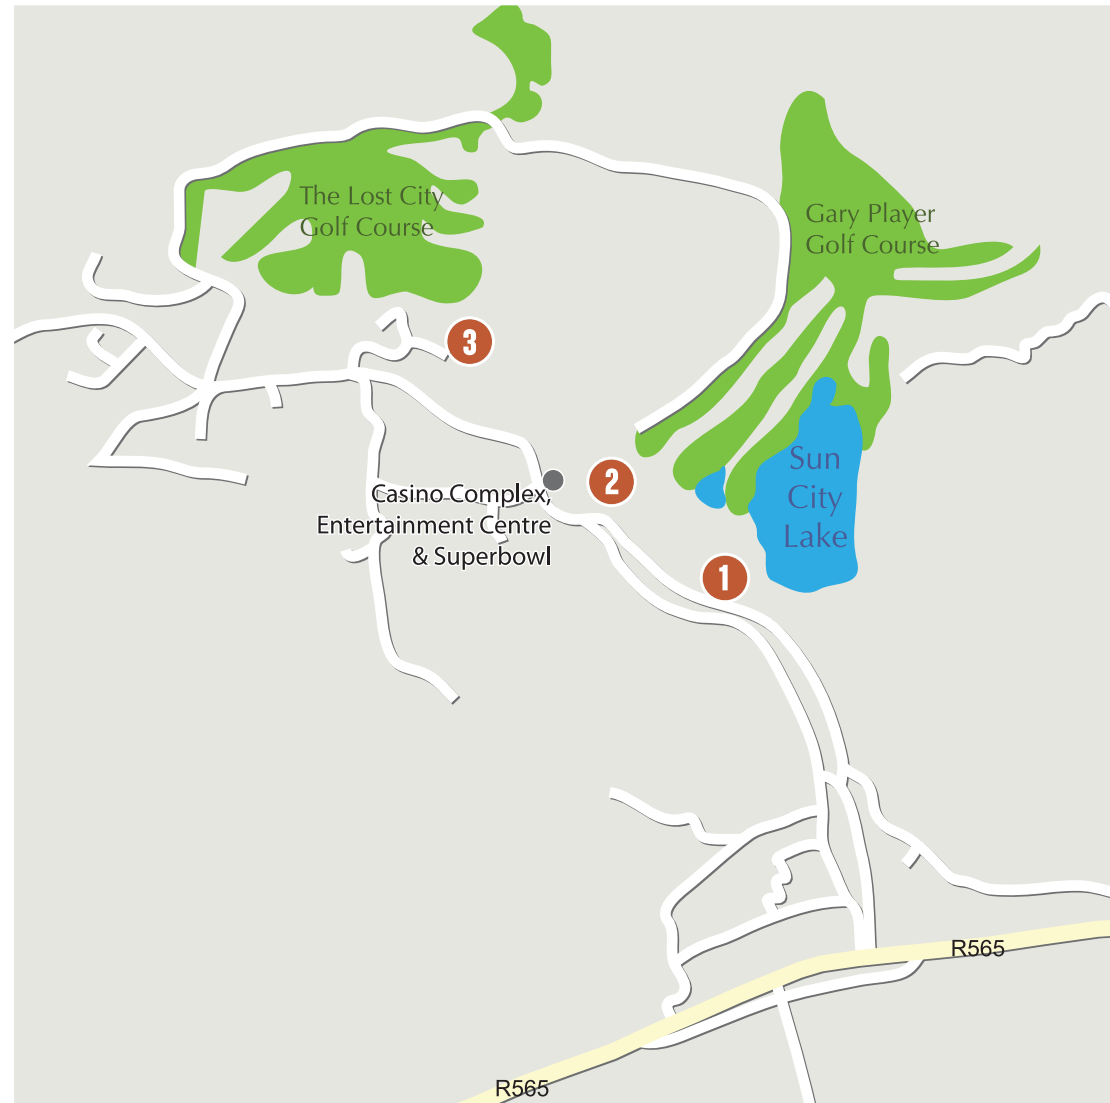 The Lost City
Golf Course
Gary Player
Golf Course
3
Sun
City
Lake
2
Casino Complex,
Entertainment Centre
& Superbowl
1
R565
R565